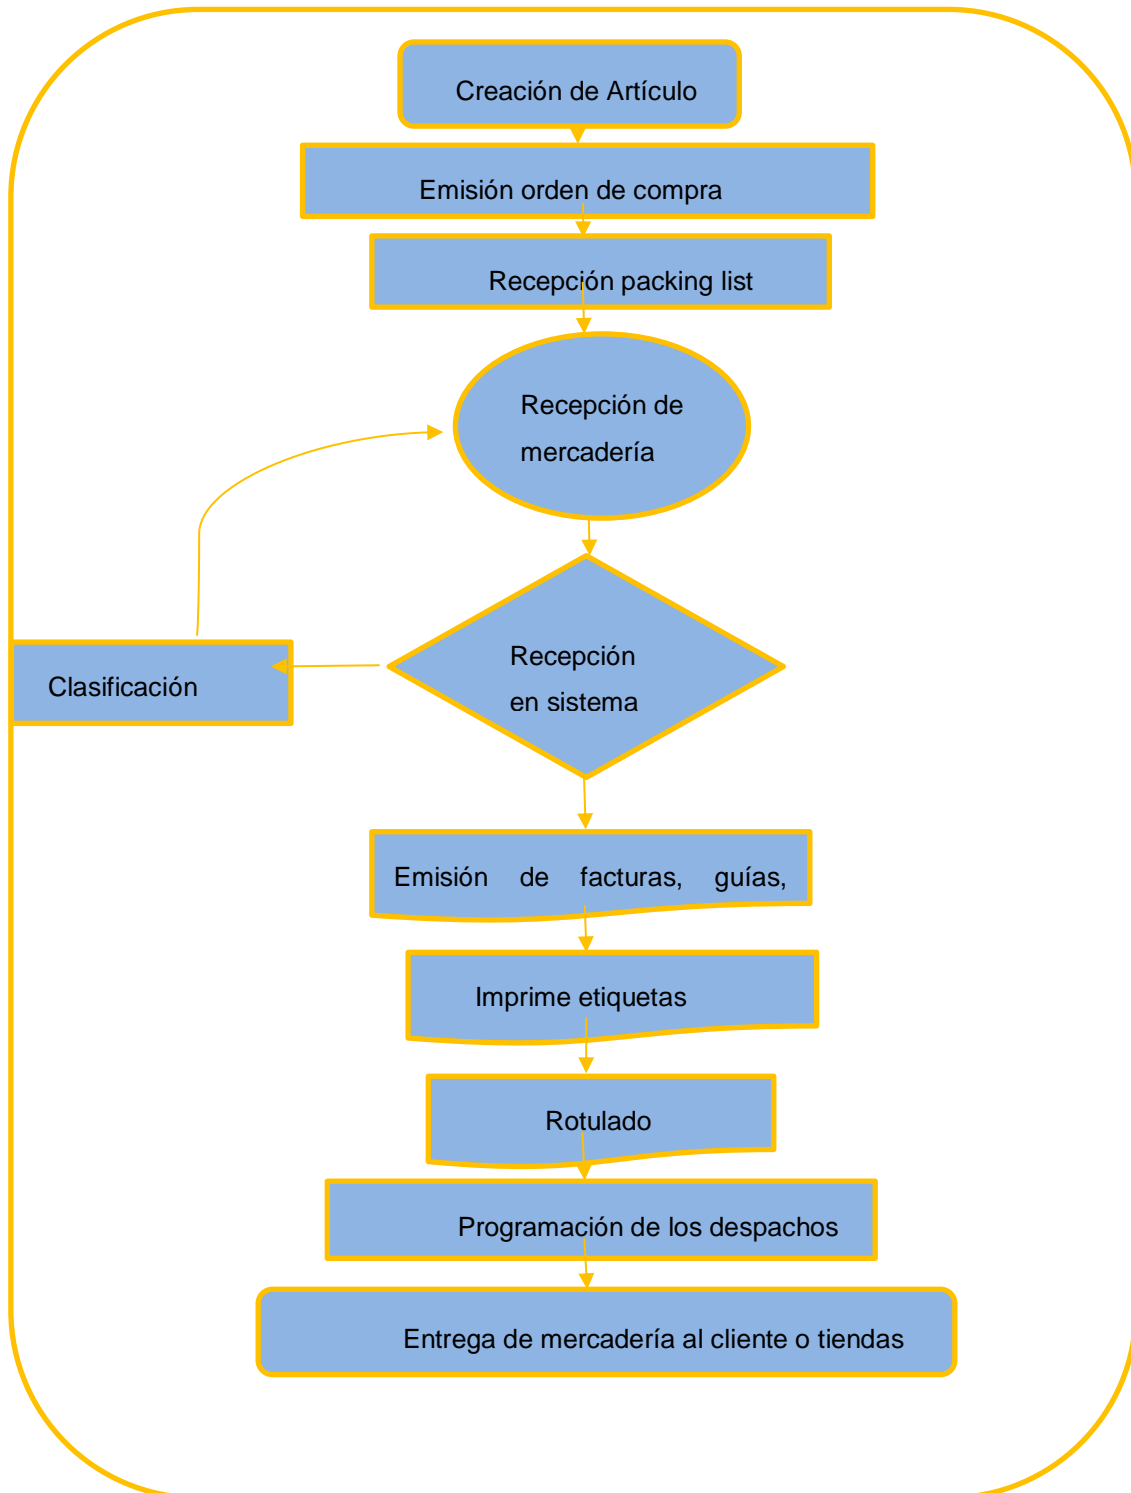 Creación de Artículo
Emisión orden de compra
Recepción packing list
Recepción de
mercadería
Recepción
en sistema
Clasificación
Emisión de facturas, guías,
Imprime etiquetas
Rotulado
Programación de los despachos
Entrega de mercadería al cliente o tiendas